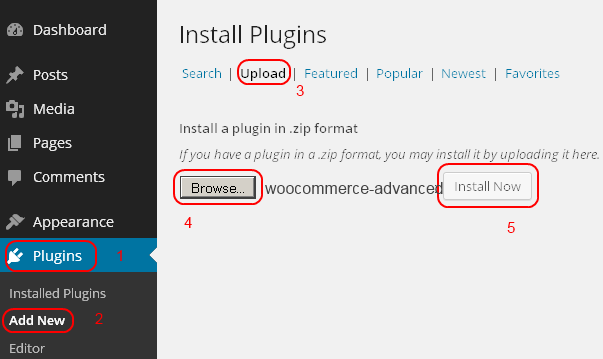 Dashboard
Posts
Media
Pages
Comments
Appearance
Plugins 1
Installed Plugins
Add New 2
Editor
Install Plugins
Search | Upload | Featured | Popular | Newest | Favorites
3
Install a plugin in .zip format
If you have a plugin in a .zip format, you may install it by uploading it here.
Browse... woocommerce-advanced Install Now
4 5